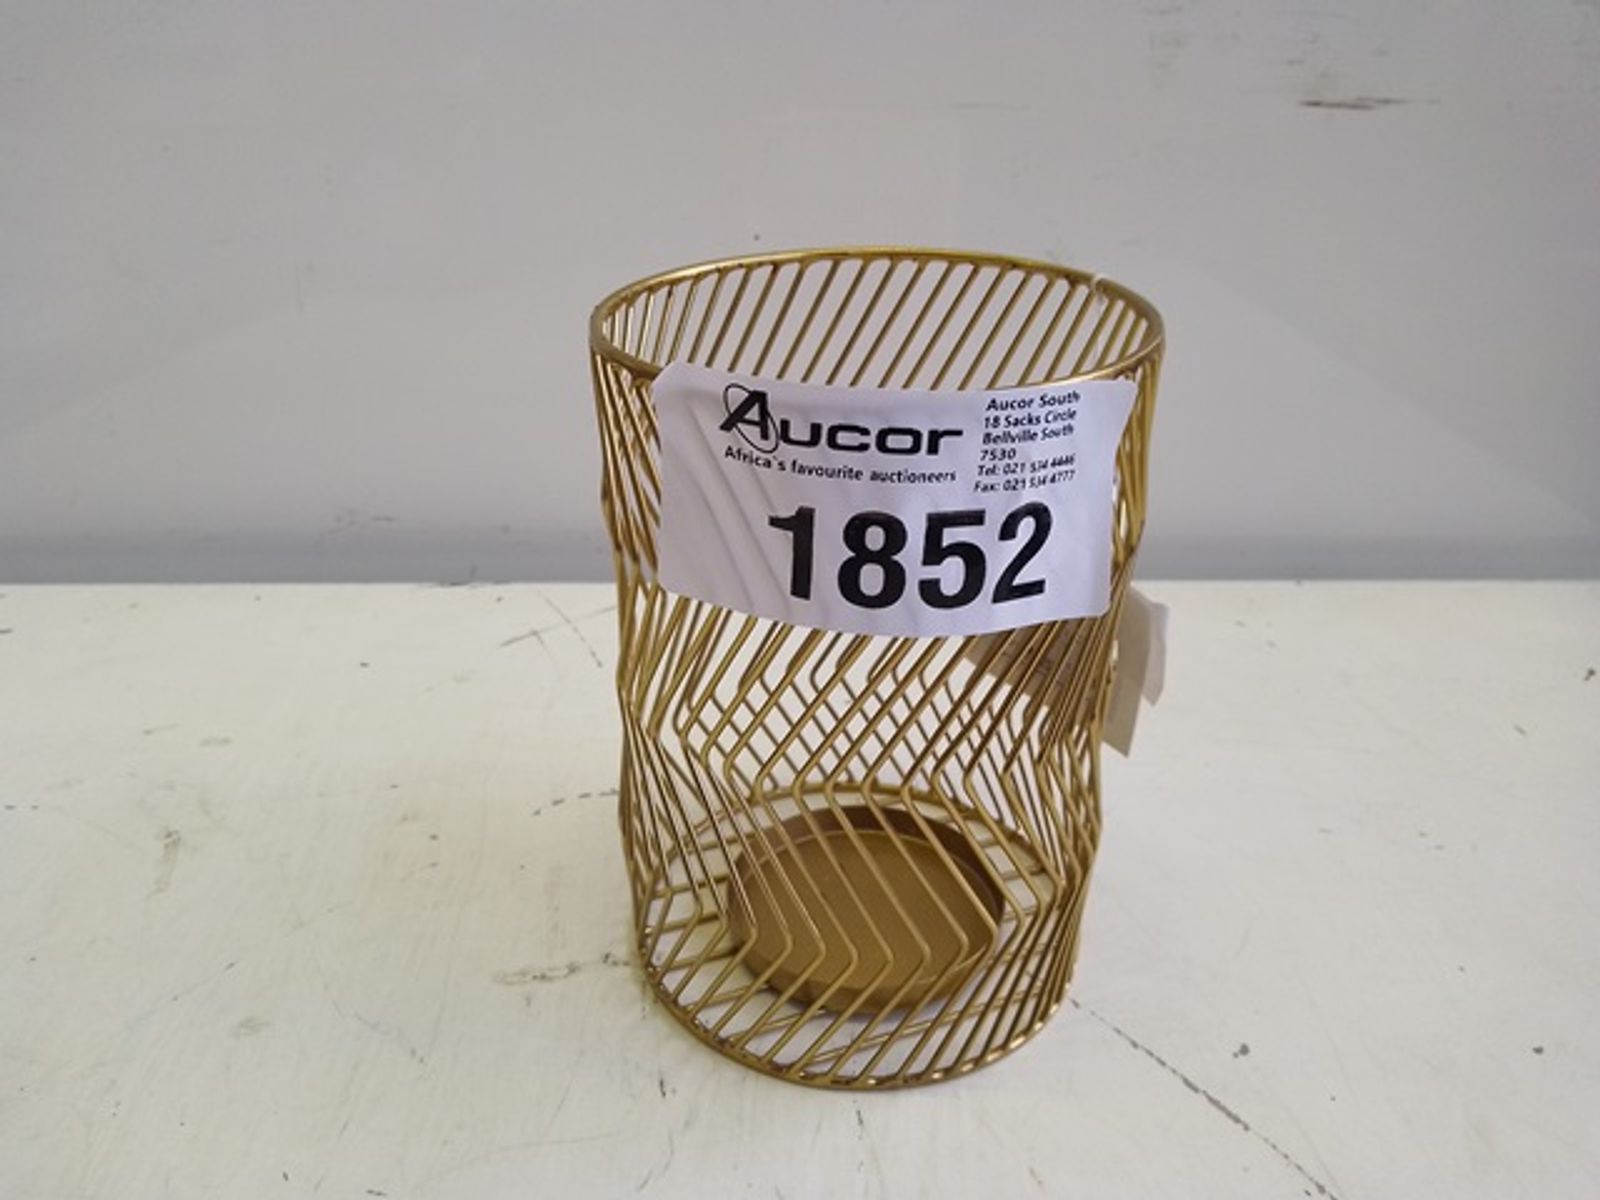 Aucor
Africa`s favourite auctioneers
Aucor South
18 Sacks Circle
Bellville South
7530
Tel: 021 534 4446
Fax: 021 534 4777
1852